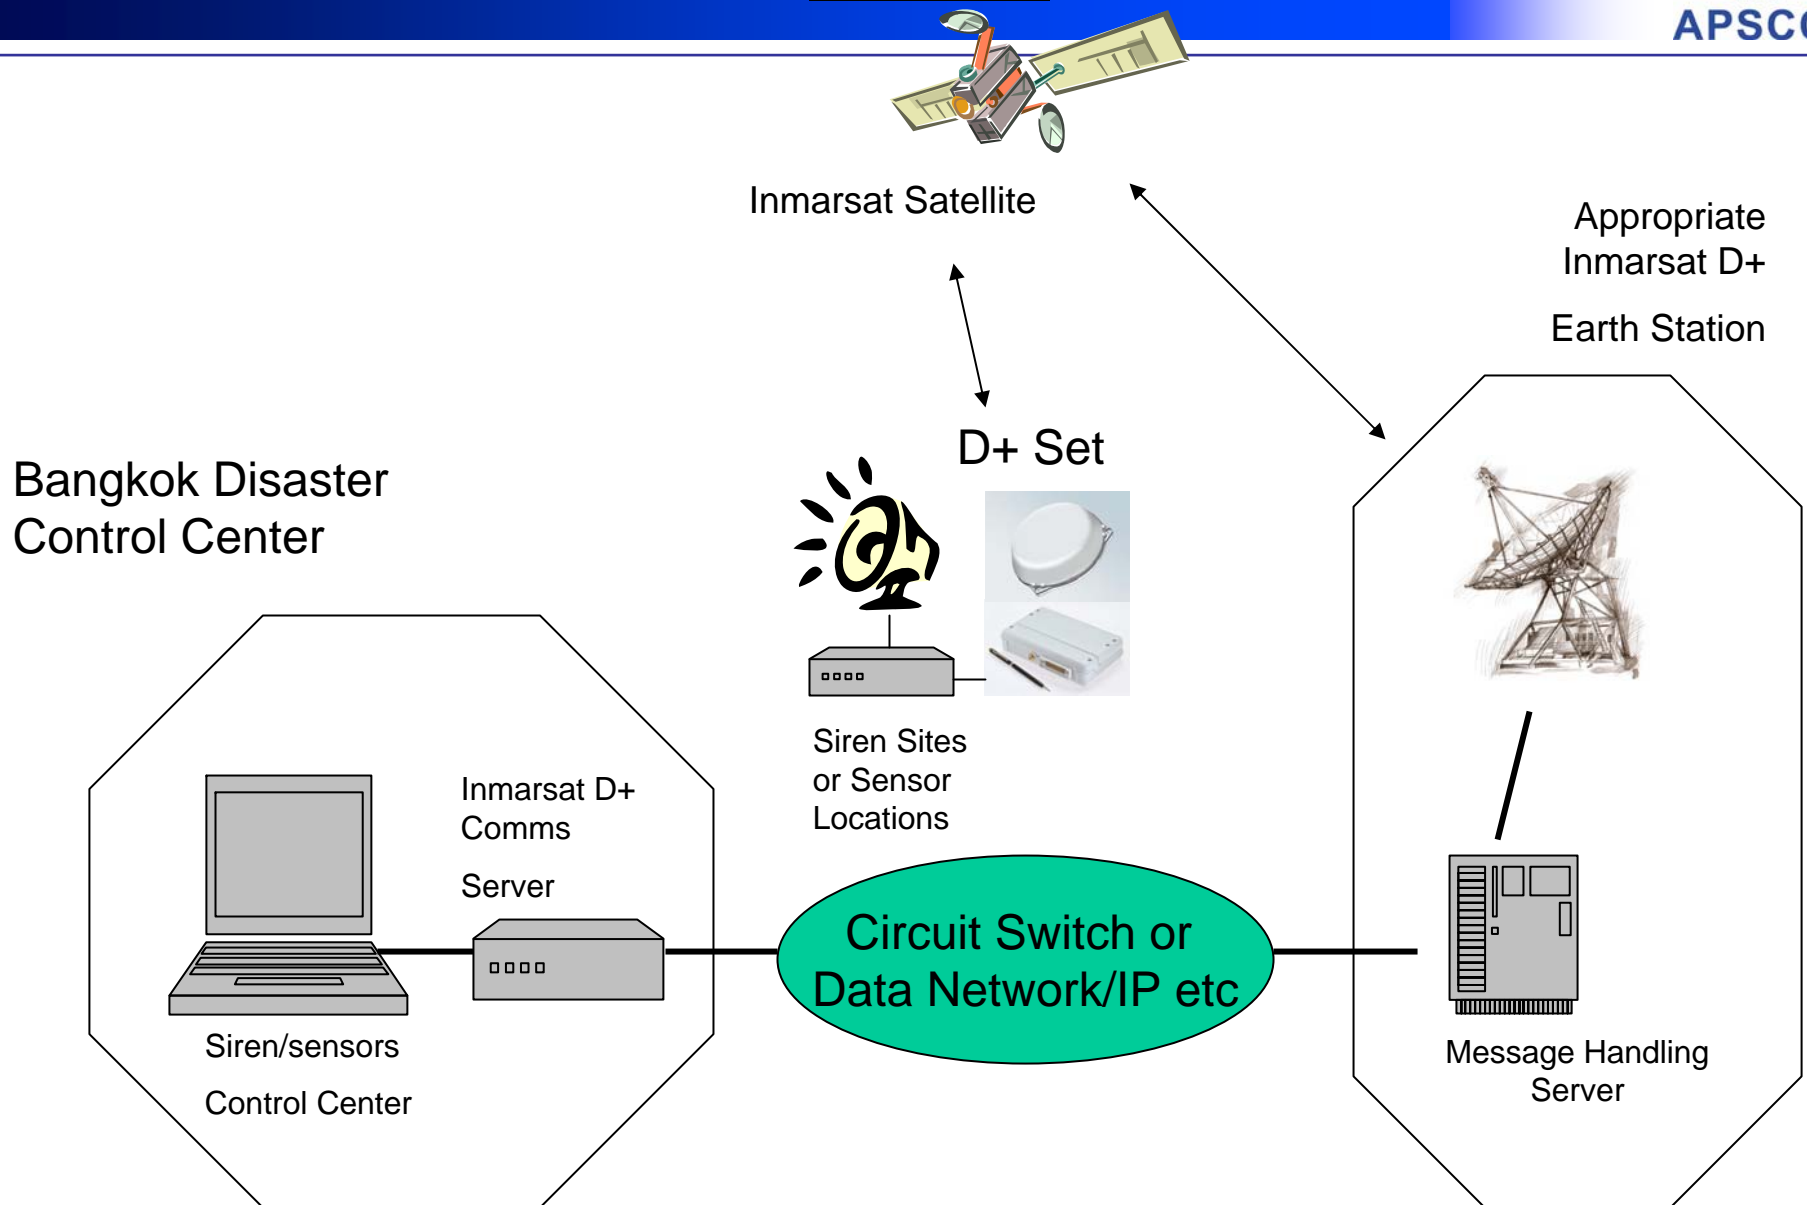 Inmarsat Satellite
Appropriate
Inmarsat D+
Earth Station
D+ Set
Bangkok Disaster
Control Center
Siren Sites
or Sensor
Locations
Inmarsat D+
Comms
Server
Circuit Switch or
Data Network/IP etc
Siren/sensors
Control Center
Message Handling
Server